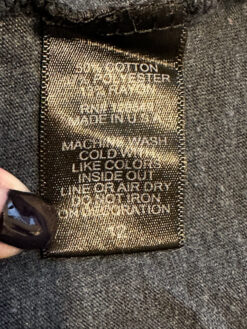 50% COTTON
POLYESTER
RAYON
RN#
MADE IN U.S.A
MACHINE WASH
COLD W/
LIKE COLORS
INSIDE OUT
LINE OR AIR DRY
DO NOT IRON
ON DECORATION
12